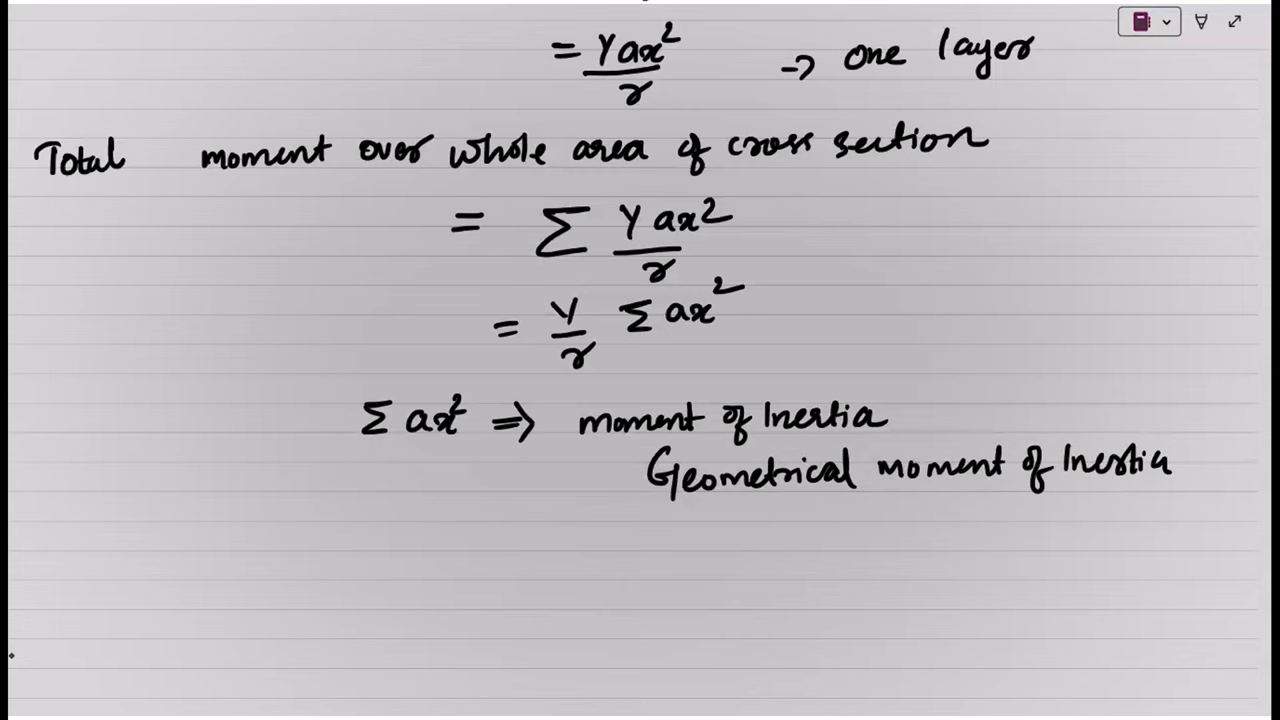 = Yax²/r → one layer
Total moment over whole area of cross section
= Σ Yax²/r
= Y/r Σ ax²
Σ ax² ⇒ moment of Inertia
Geometrical moment of Inertia